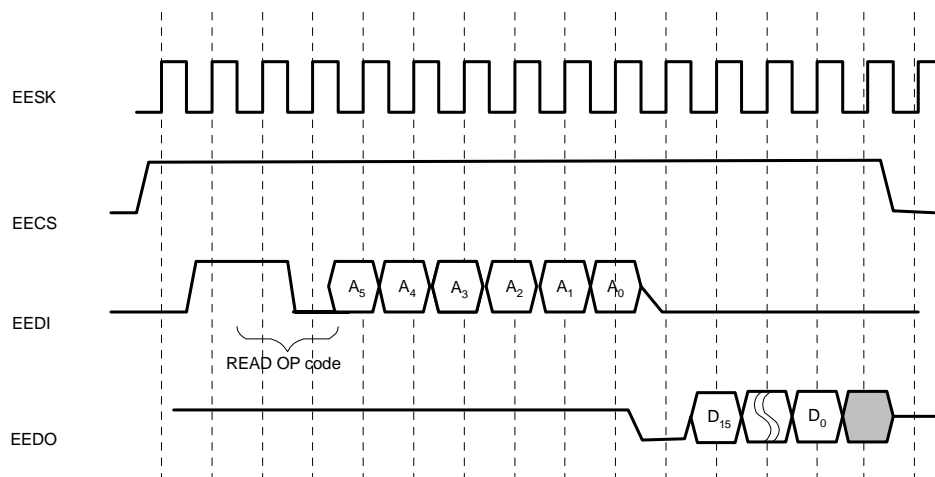 EESK
EECS
EEDI A5 A4 A3 A2 A1 A0
READ OP code
EEDO D15 D0